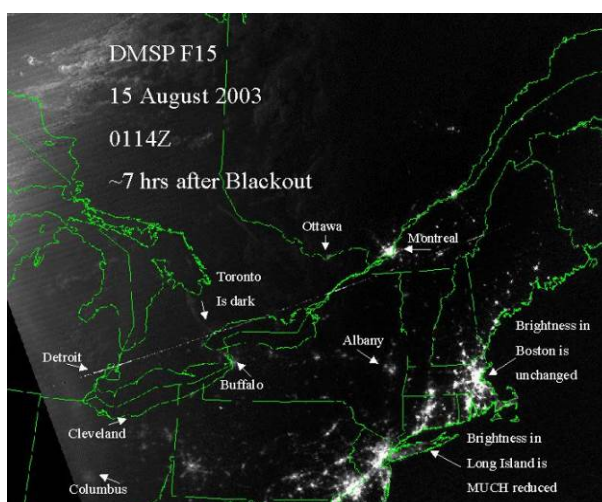 DMSP F15
15 August 2003
0114Z
~7 hrs after Blackout
Ottawa
Montreal
Toronto
Is dark
Detroit
Buffalo
Albany
Brightness in
Boston is
unchanged
Cleveland
Columbus
Brightness in
Long Island is
MUCH reduced